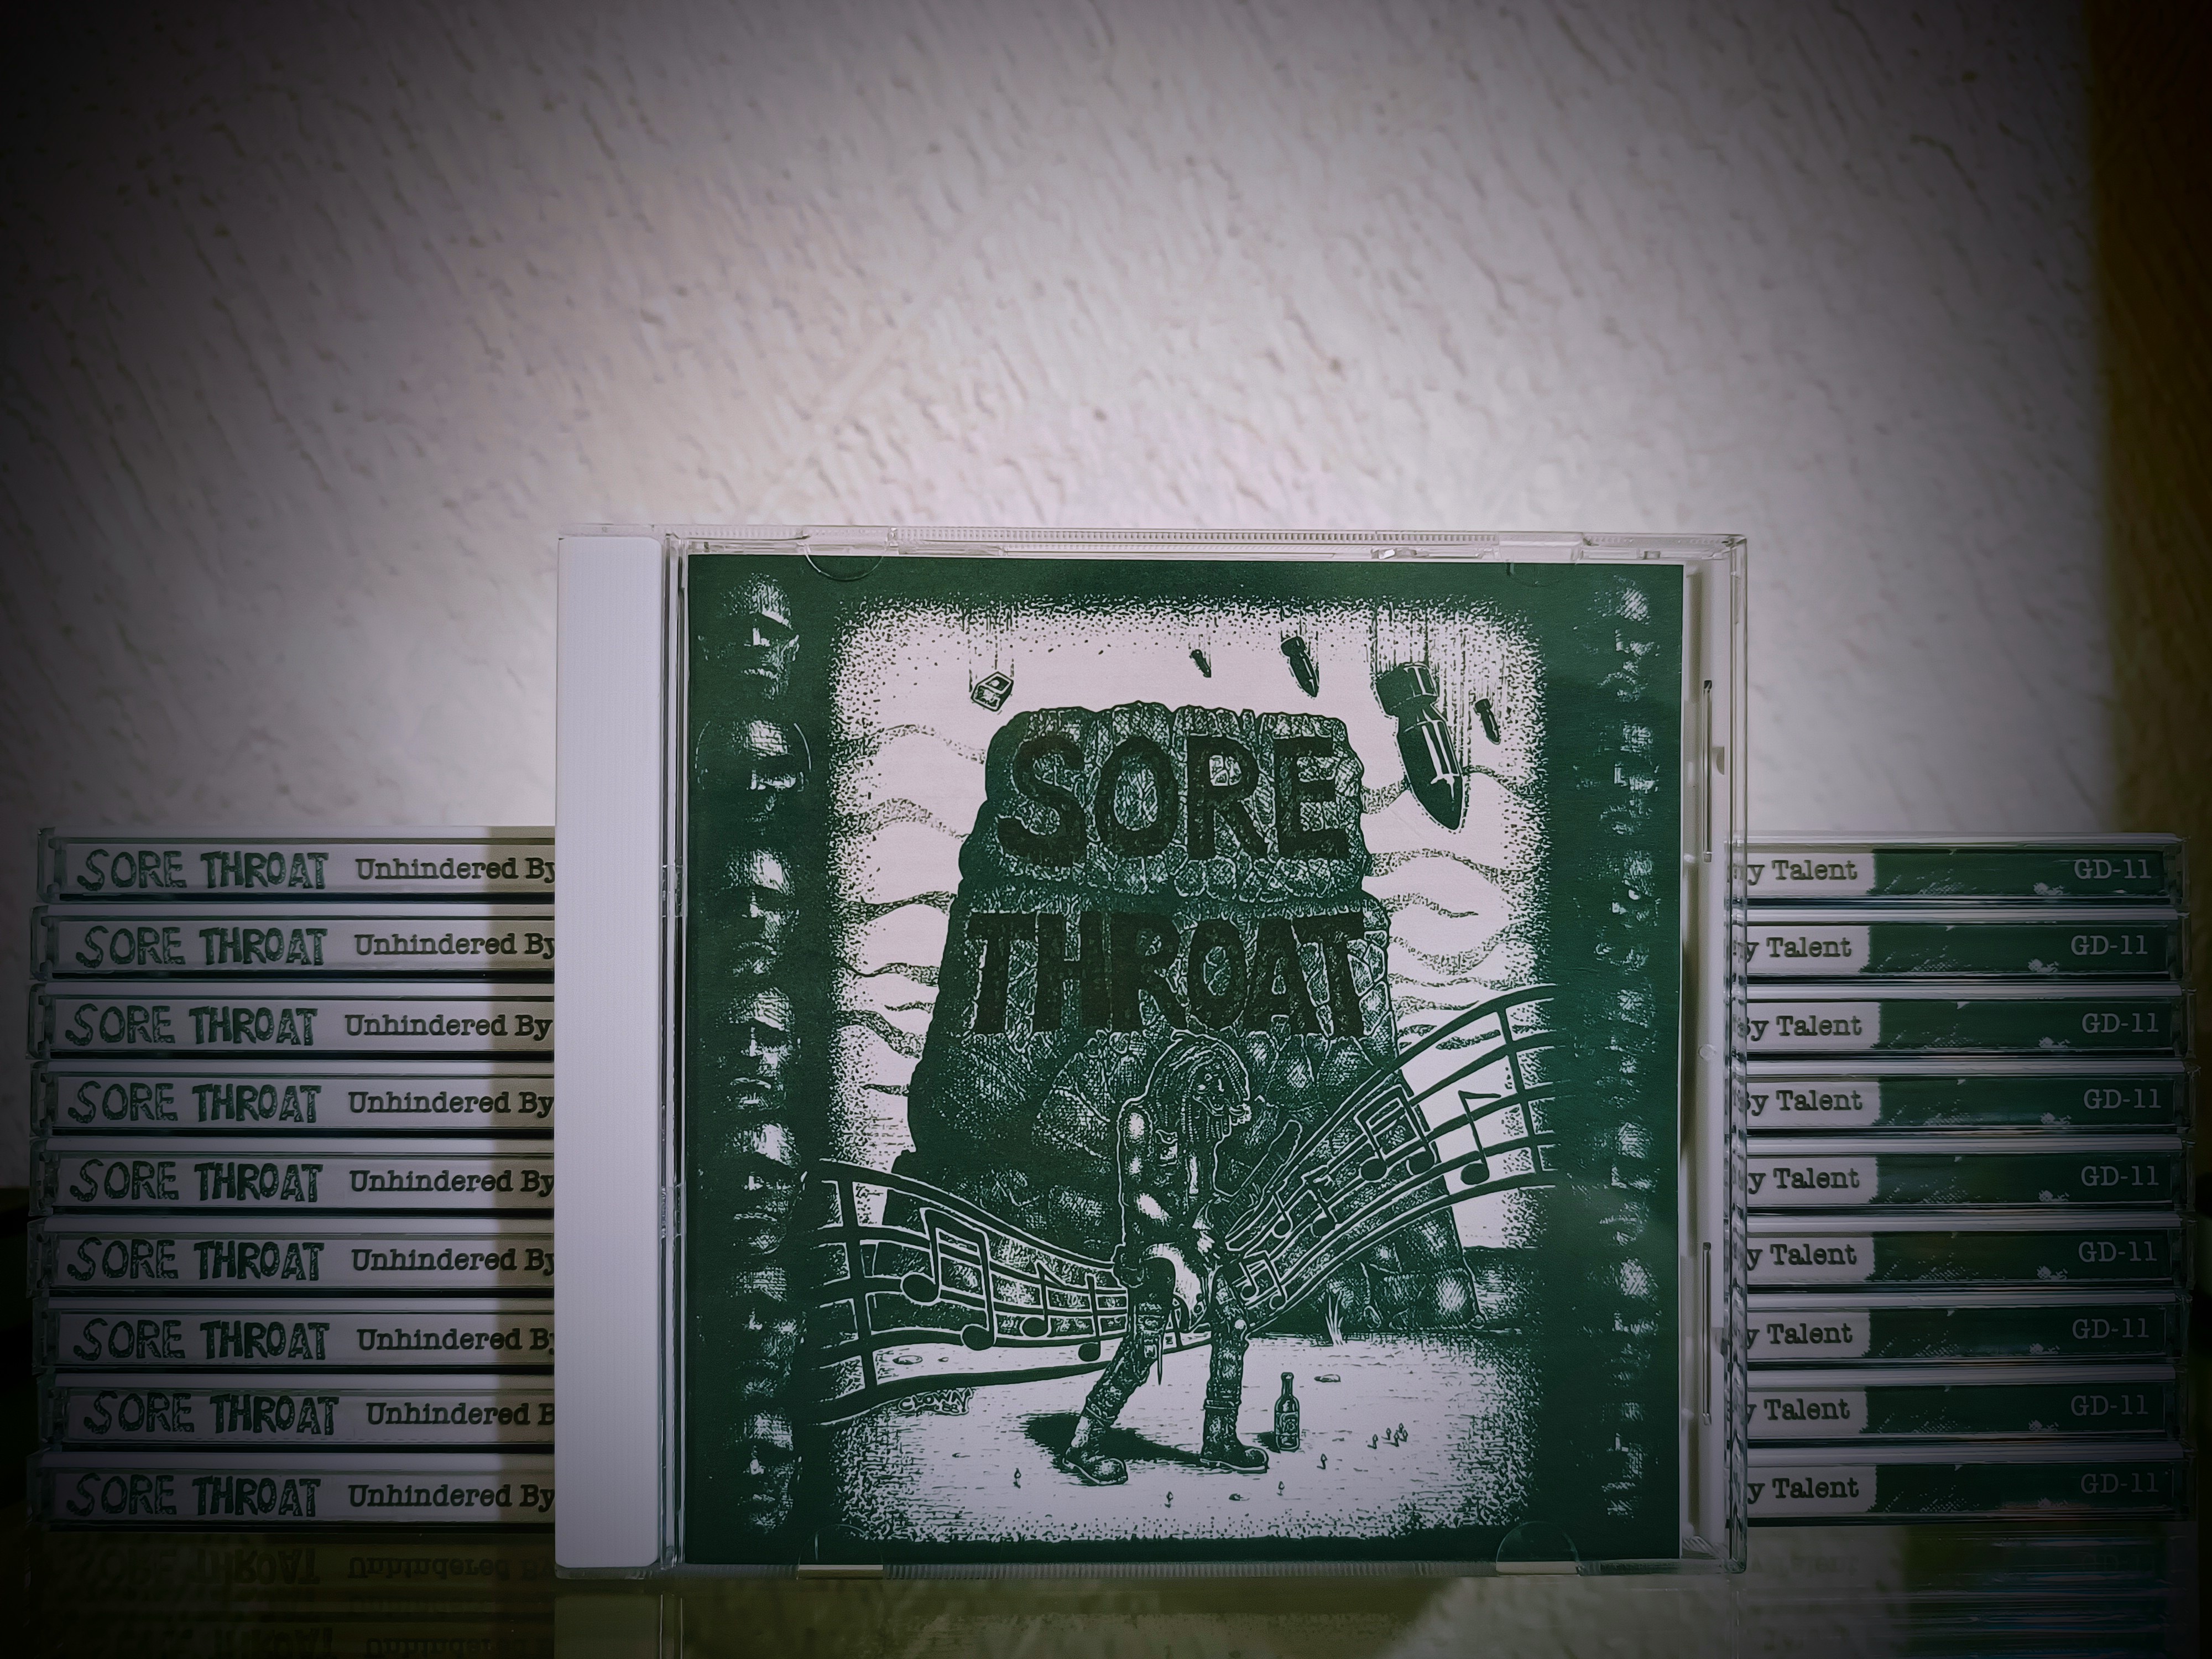 SORE
THROAT
CLOWN
SORE THROAT Unhindered By
y Talent GD-11
SORE THROAT Unhindered By
y Talent GD-11
SORE THROAT Unhindered By
By Talent GD-11
SORE THROAT Unhindered By
By Talent GD-11
SORE THROAT Unhindered By
y Talent GD-11
SORE THROAT Unhindered By
y Talent GD-11
SORE THROAT Unhindered By
y Talent GD-11
SORE THROAT Unhindered B
y Talent GD-11
SORE THROAT Unhindered By
y Talent GD-11